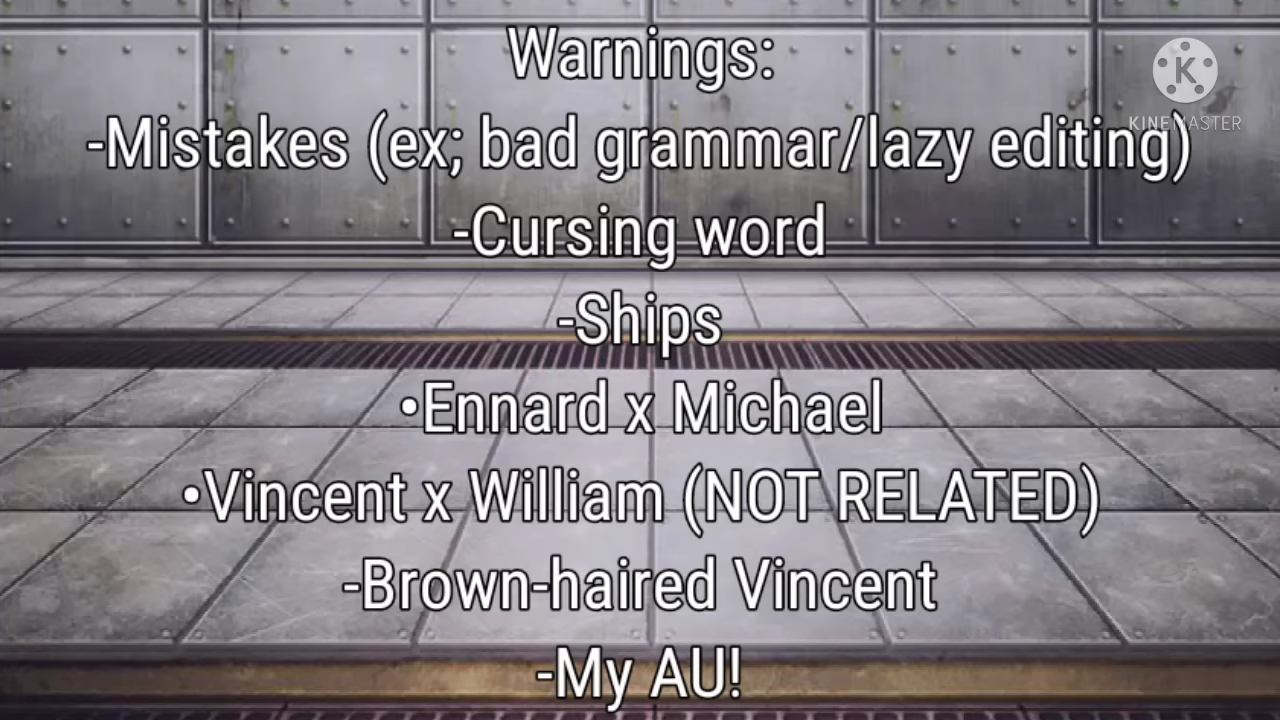 Warnings:
KINEMASTER
-Mistakes (ex; bad grammar/lazy editing)
-Cursing word
-Ships
•Ennard x Michael
•Vincent x William (NOT RELATED)
-Brown-haired Vincent
-My AU!